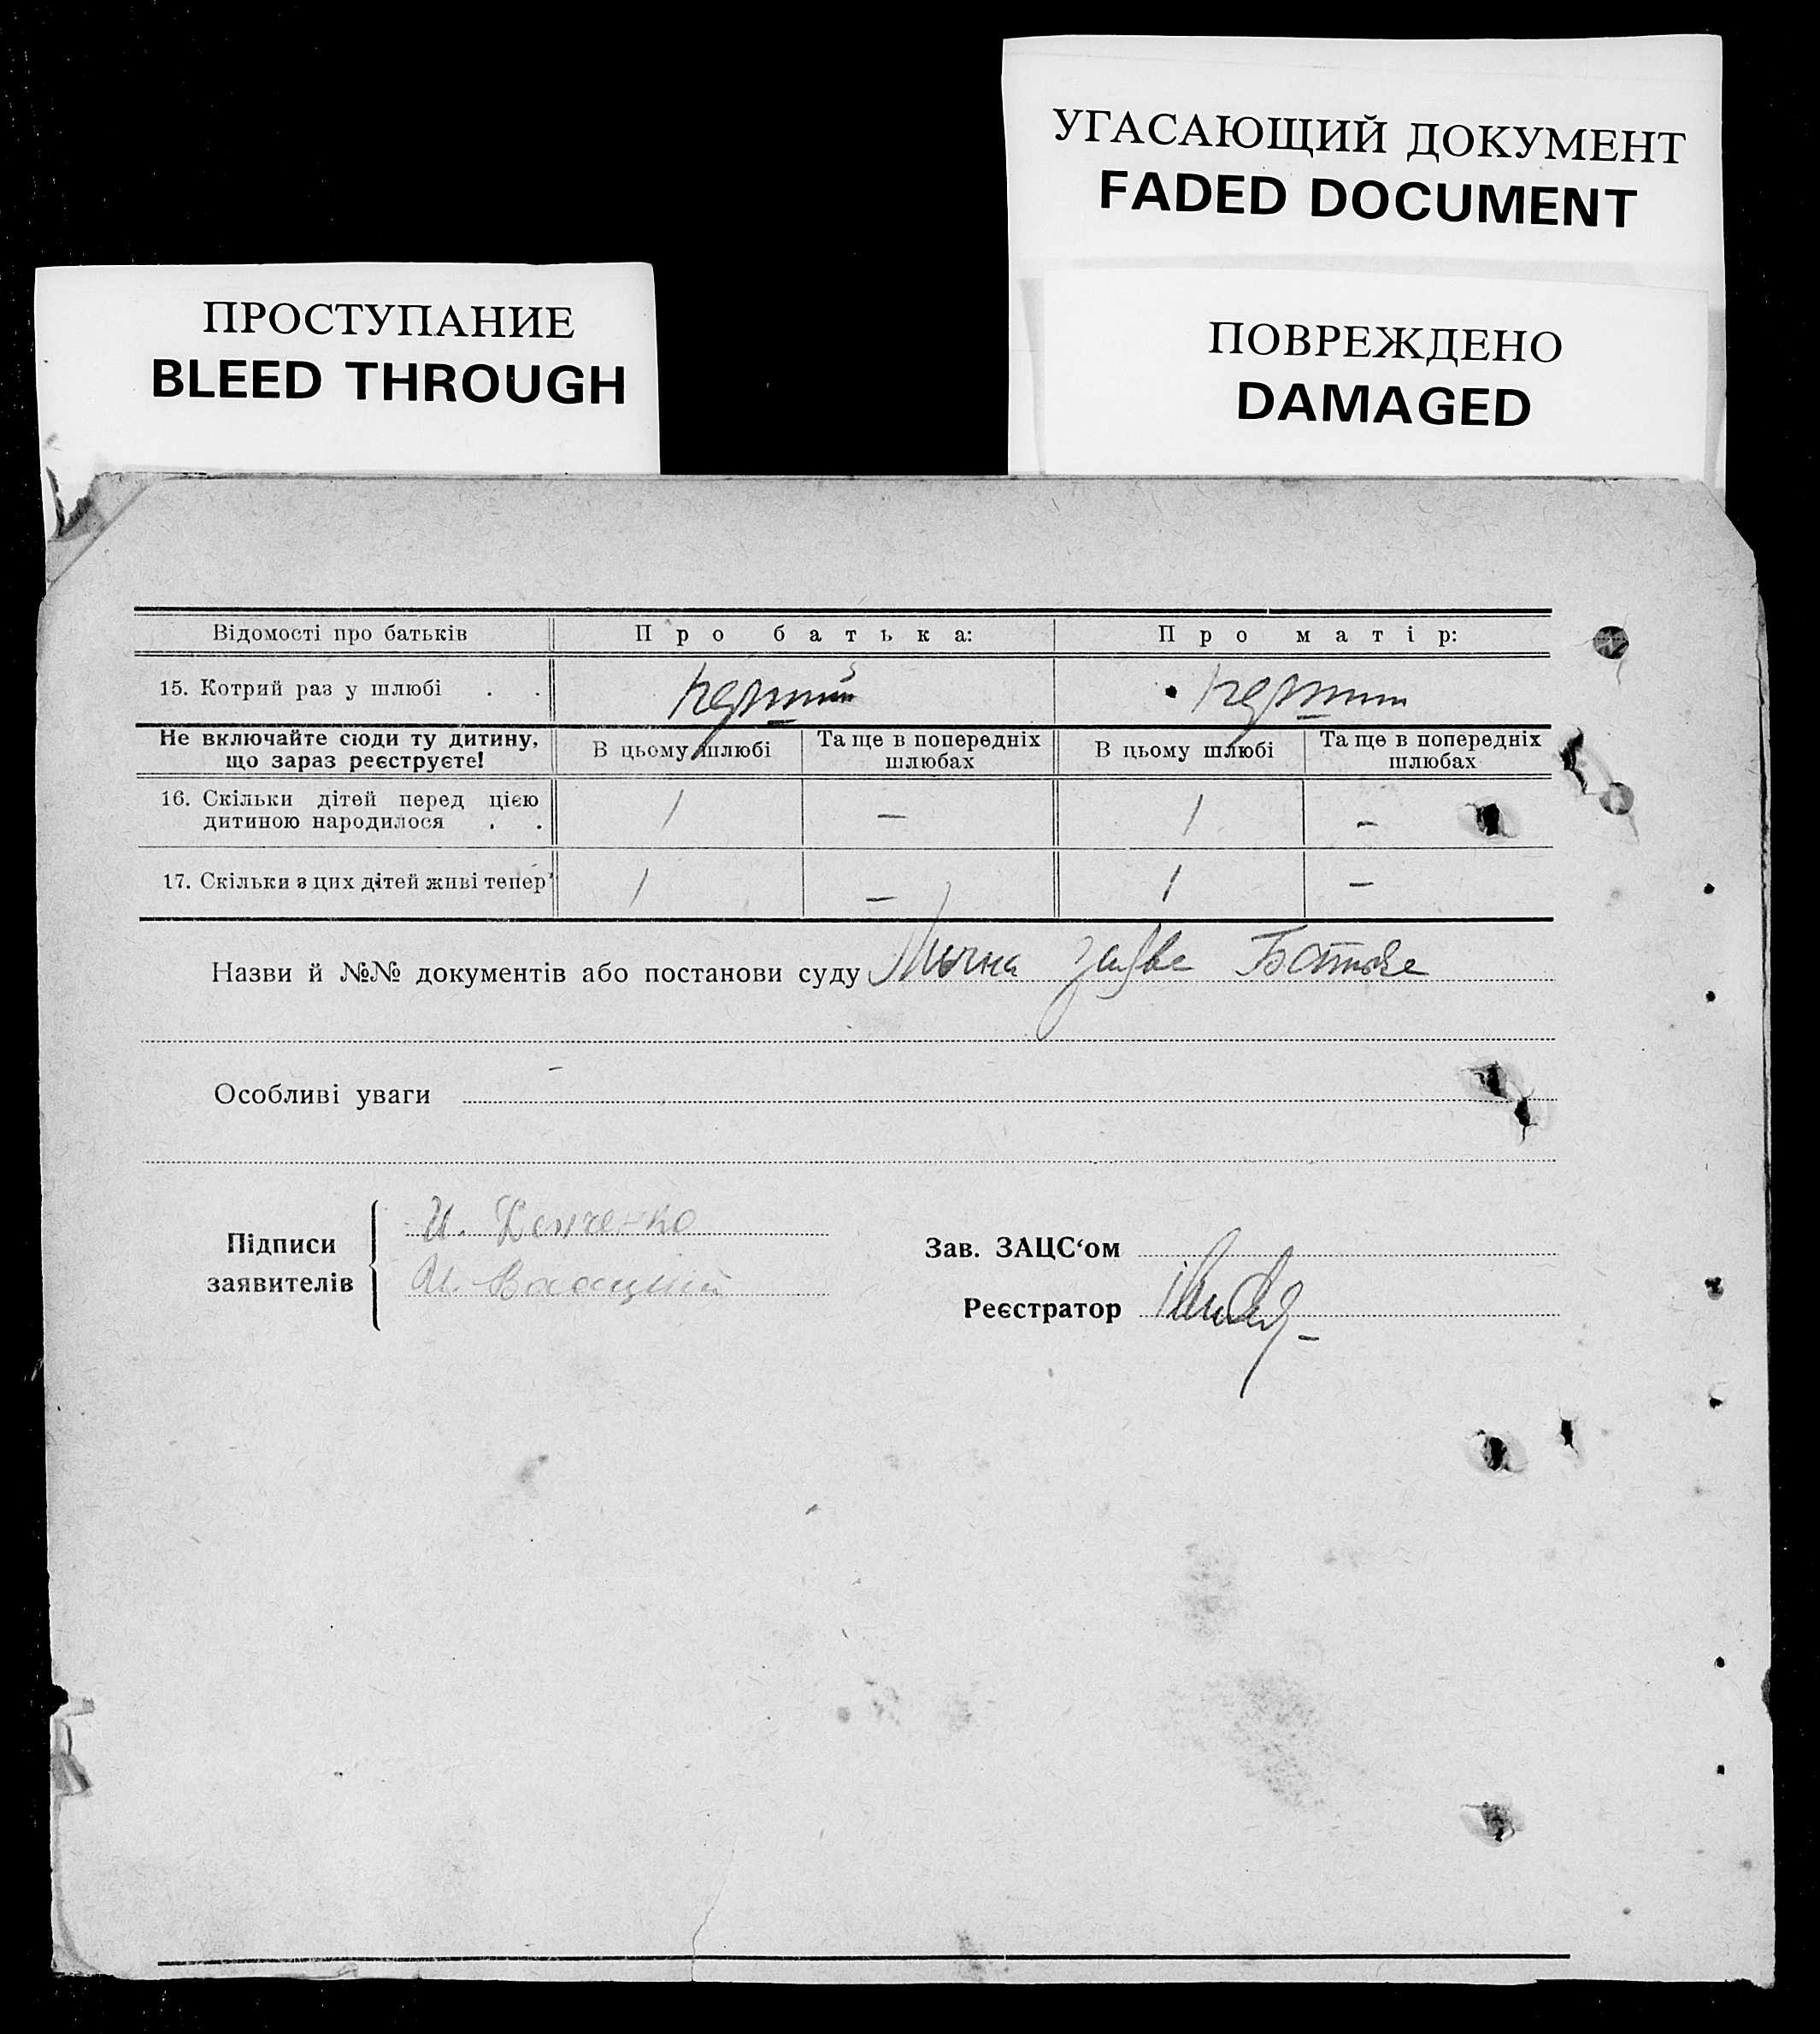 УГАСАЮЩИЙ ДОКУМЕНТ
FADED DOCUMENT
ПРОСТУПАНИЕ
BLEED THROUGH
ПОВРЕЖДЕНО
DAMAGED
Відомості про батьків Про батька: Про матір:
15. Котрий раз у шлюбі . . перший перший
Не включайте сюди ту дитину, що зараз реєструєте! В цьому шлюбі Та ще в попередніх шлюбах В цьому шлюбі Та ще в попередніх шлюбах
16. Скільки дітей перед цією
дитиною народилося . . 1 — 1 —
17. Скільки з цих дітей живі тепер 1 — 1 —
Назви й №№ документів або постанови суду Лична заява
Особливі уваги –
Підписи
заявителів
И.
Зав. ЗАЦС‘ом
Реєстратор